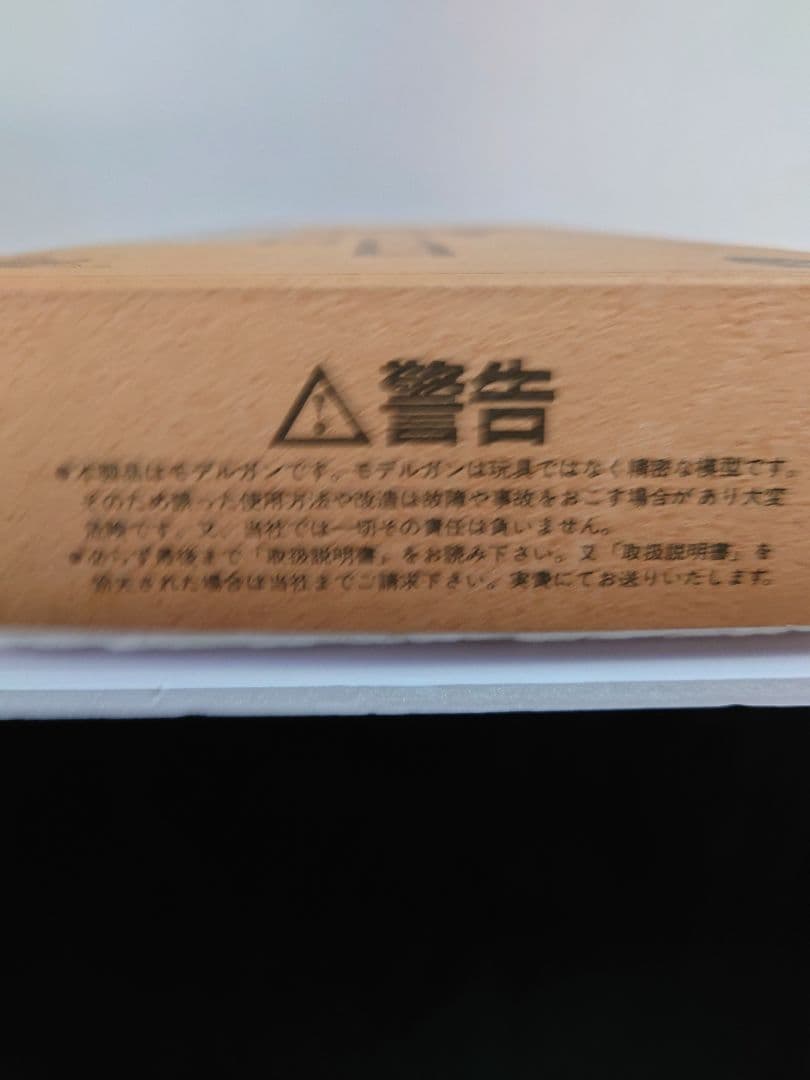 警告
*本製品はモデルガンです。モデルガンは玩具ではなく精密な模型です。
そのため誤った使用方法や改造は故障や事故をおこす場合があり大変
危険です。又、当社では一切その責任は負いません。
*必らず最後まで「取扱説明書」をお読み下さい。又「取扱説明書」を
紛失された場合は当社までご請求下さい。実費にてお送りいたします。